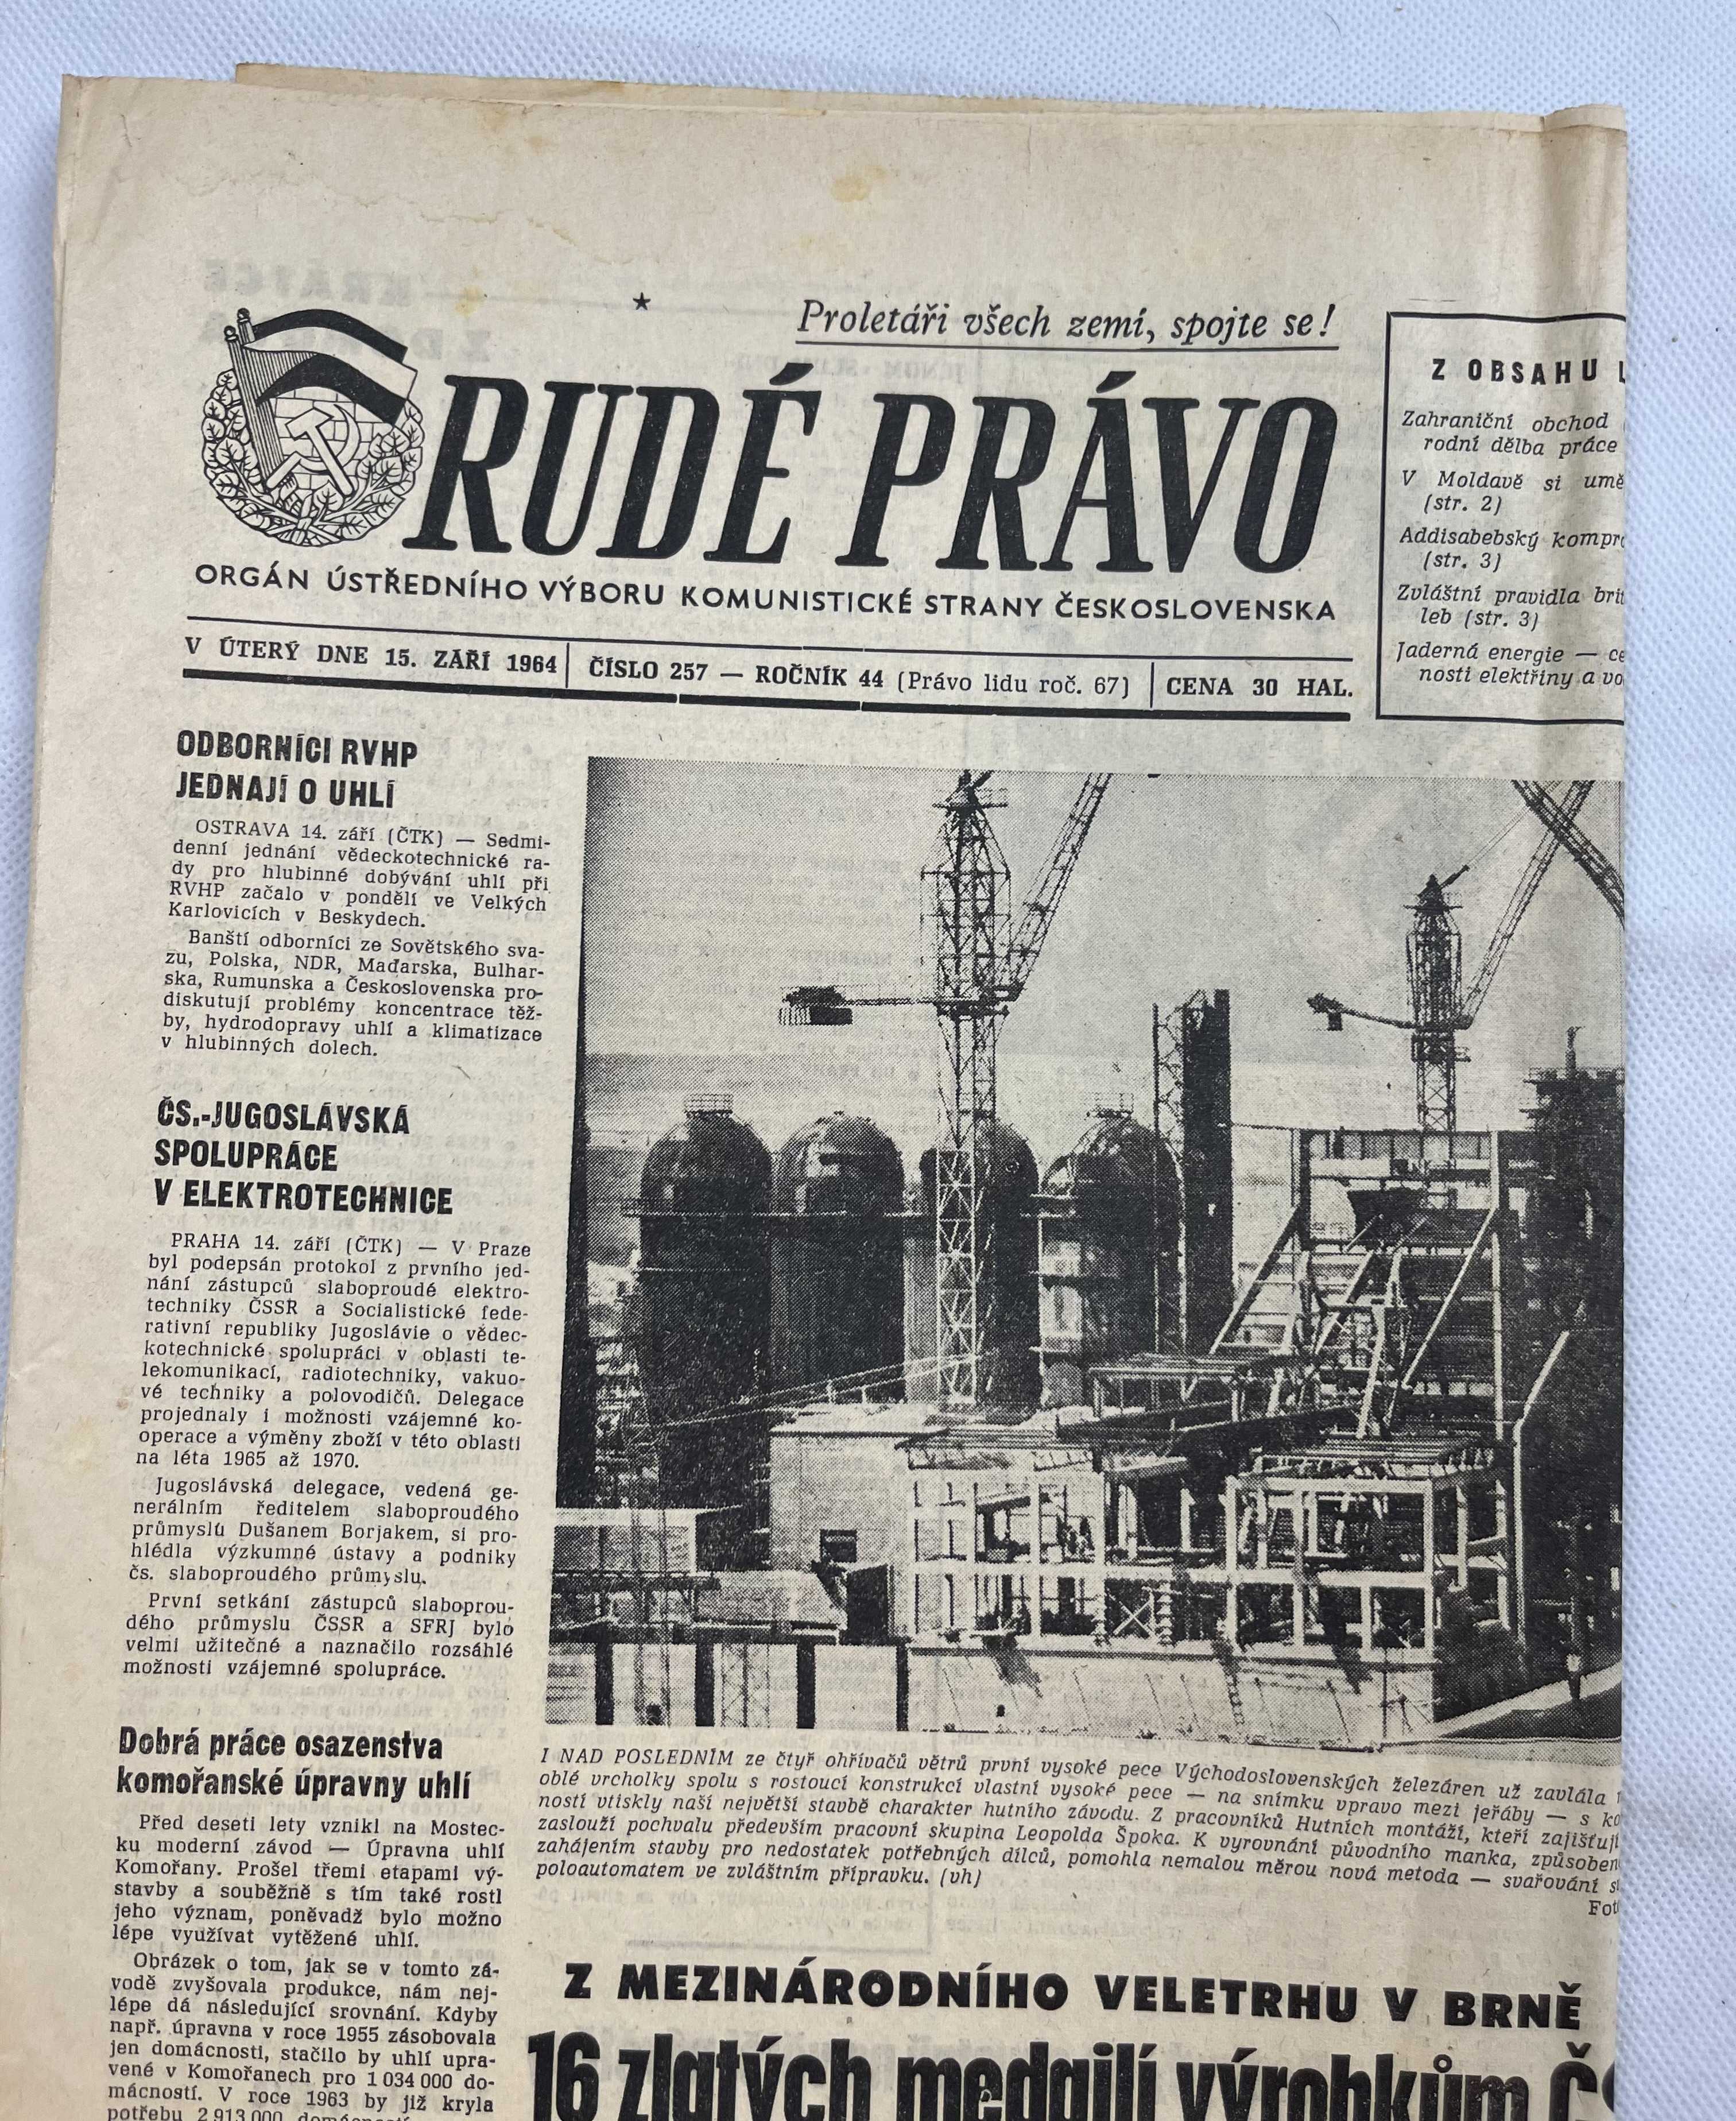 ★
Proletáři všech zemí, spojte se!
RUDÉ PRÁVO
ORGÁN ÚSTŘEDNÍHO VÝBORU KOMUNISTICKÉ STRANY ČESKOSLOVENSKA
V ÚTERÝ DNE 15. ZÁŘÍ 1964
ČÍSLO 257 — ROČNÍK 44 (Právo lidu roč. 67)
CENA 30 HAL.
Z OBSAHU
Zahraniční obchod
rodní dělba práce
V Moldavě si umě
(str. 2)
Addisabebský kompro
(str. 3)
Zvláštní pravidla brit
leb (str. 3)
Jaderná energie — ce
nosti elektřiny a vo
ODBORNÍCI RVHP
JEDNAJÍ O UHLÍ
OSTRAVA 14. září (ČTK) — Sedmi-
denní jednání vědeckotechnické ra-
dy pro hlubinné dobývání uhlí při
RVHP začalo v pondělí ve Velkých
Karlovicích v Beskydech.
Banští odborníci ze Sovětského sva-
zu, Polska, NDR, Maďarska, Bulhar-
ska, Rumunska a Československa pro-
diskutují problémy koncentrace těž-
by, hydrodopravy uhlí a klimatizace
v hlubinných dolech.
ČS.-JUGOSLÁVSKÁ
SPOLUPRÁCE
V ELEKTROTECHNICE
PRAHA 14. září (ČTK) — V Praze
byl podepsán protokol z prvního jed-
nání zástupců slaboproudé elektro-
techniky ČSSR a Socialistické fede-
rativní republiky Jugoslávie o vědec-
kotechnické spolupráci v oblasti te-
lekomunikací, radiotechniky, vakuo-
vé techniky a polovodičů. Delegace
projednaly i možnosti vzájemné ko-
operace a výměny zboží v této oblasti
na léta 1965 až 1970.
Jugoslávská delegace, vedená ge-
nerálním ředitelem slaboproudého
průmyslu Dušanem Borjakem, si pro-
hlédla výzkumné ústavy a podniky
čs. slaboproudého průmyslu.
První setkání zástupců slaboprou-
dého průmyslu ČSSR a SFRJ bylo
velmi užitečné a naznačilo rozsáhlé
možnosti vzájemné spolupráce.
Dobrá práce osazenstva
komořanské úpravny uhlí
Před deseti lety vznikl na Mostec-
ku moderní závod — Úpravna uhlí
Komořany. Prošel třemi etapami vý-
stavby a souběžně s tím také rostl
jeho význam, poněvadž bylo možno
lépe využívat vytěžené uhlí.
Obrázek o tom, jak se v tomto zá-
vodě zvyšovala produkce, nám nej-
lépe dá následující srovnání. Kdyby
např. úpravna v roce 1955 zásobovala
jen domácnosti, stačilo by uhlí upra-
vené v Komořanech pro 1 034 000 do-
mácností. V roce 1963 by již kryla
potřebu 2 913 000 domácností
I NAD POSLEDNÍM ze čtyř ohřívačů větrů první vysoké pece Východoslovenských železáren už zavlála
oblé vrcholky spolu s rostoucí konstrukcí vlastní vysoké pece — na snímku vpravo mezi jeřáby — s ko
ností vtiskly naší největší stavbě charakter hutního závodu. Z pracovníků Hutních montáží, kteří zajišťují
zaslouží pochvalu především pracovní skupina Leopolda Špoka. K vyrovnání původního manka, způsoben
zahájením stavby pro nedostatek potřebných dílců, pomohla nemalou měrou nová metoda — svařování s
poloautomatem ve zvláštním přípravku. (vh)
Fot
Z MEZINÁRODNÍHO VELETRHU V BRNĚ
16 zlatých medailí výrobkům Č